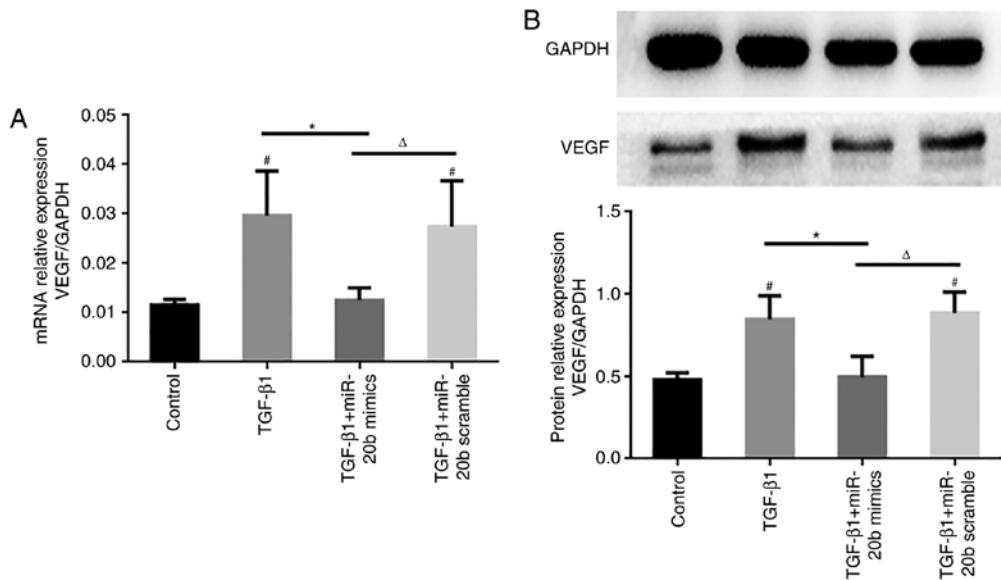 A
mRNA relative expression
VEGF/GAPDH
0.05
0.04
0.03
0.02
0.01
0.00
*
Δ
#
#
Control
TGF-β1
TGF-β1+miR-
20b mimics
TGF-β1+miR-
20b scramble
B
GAPDH
VEGF
Protein relative expression
VEGF/GAPDH
1.5
1.0
0.5
0.0
*
Δ
#
#
Control
TGF-β1
TGF-β1+miR-
20b mimics
TGF-β1+miR-
20b scramble